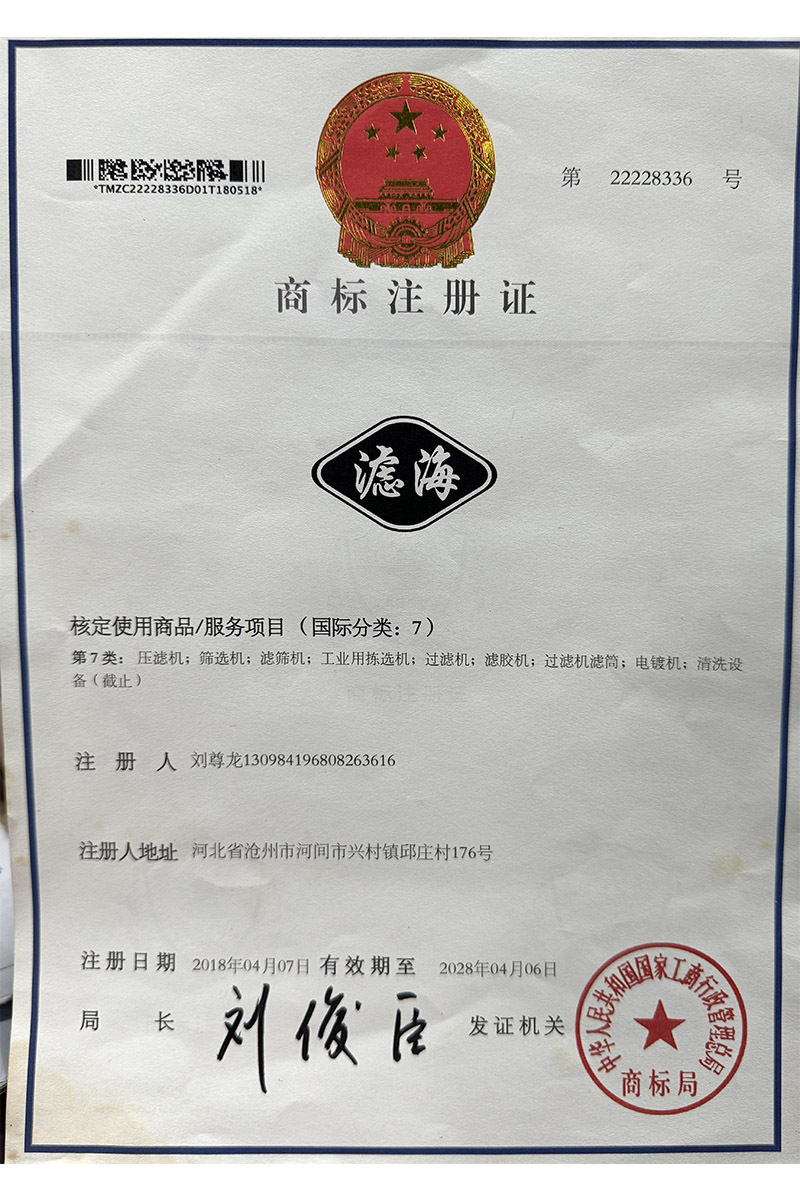 *TMZC22228336D01T180518*
第 22228336 号
商标注册证
滤海
核定使用商品/服务项目（国际分类：7）
第7类：压滤机；筛选机；滤筛机；工业用拣选机；过滤机；滤胶机；过滤机滤筒；电镀机；清洗设
备（截止）
注册人 刘尊龙130984196808263616
注册人地址 河北省沧州市河间市兴村镇邱庄村176号
注册日期 2018年04月07日 有效期至 2028年04月06日
局长 刘俊臣 发证机关
中华人民共和国国家工商行政管理总局
商标局